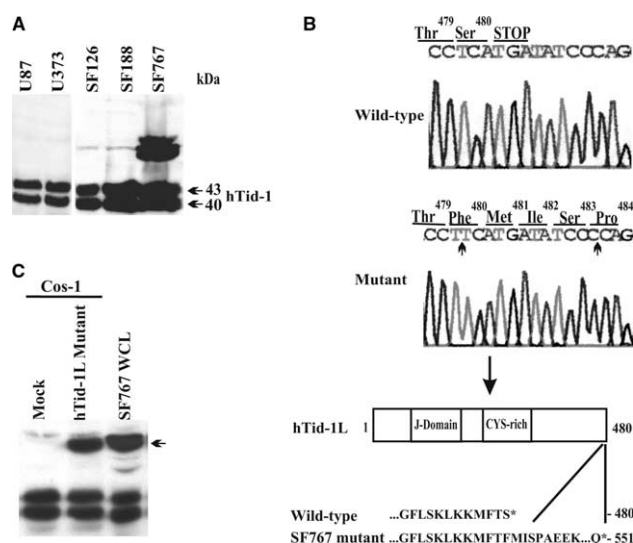 A
U87
U373
SF126
SF188
SF767
kDa
43
hTid-1
40
B
479 480
Thr Ser STOP
CCTCATGATATCCCAG
Wild-type
479 480 481 482 483 484
Thr Phe Met Ile Ser Pro
CCTTCATGATATCCCCAG
Mutant
hTid-1L 1 J-Domain CYS-rich 480
Wild-type ...GFLSKLKKMFTS* - 480
SF767 mutant ...GFLSKLKKMFTFMISPAEEK...O*- 551
C
Cos-1
Mock
hTid-1L Mutant
SF767 WCL